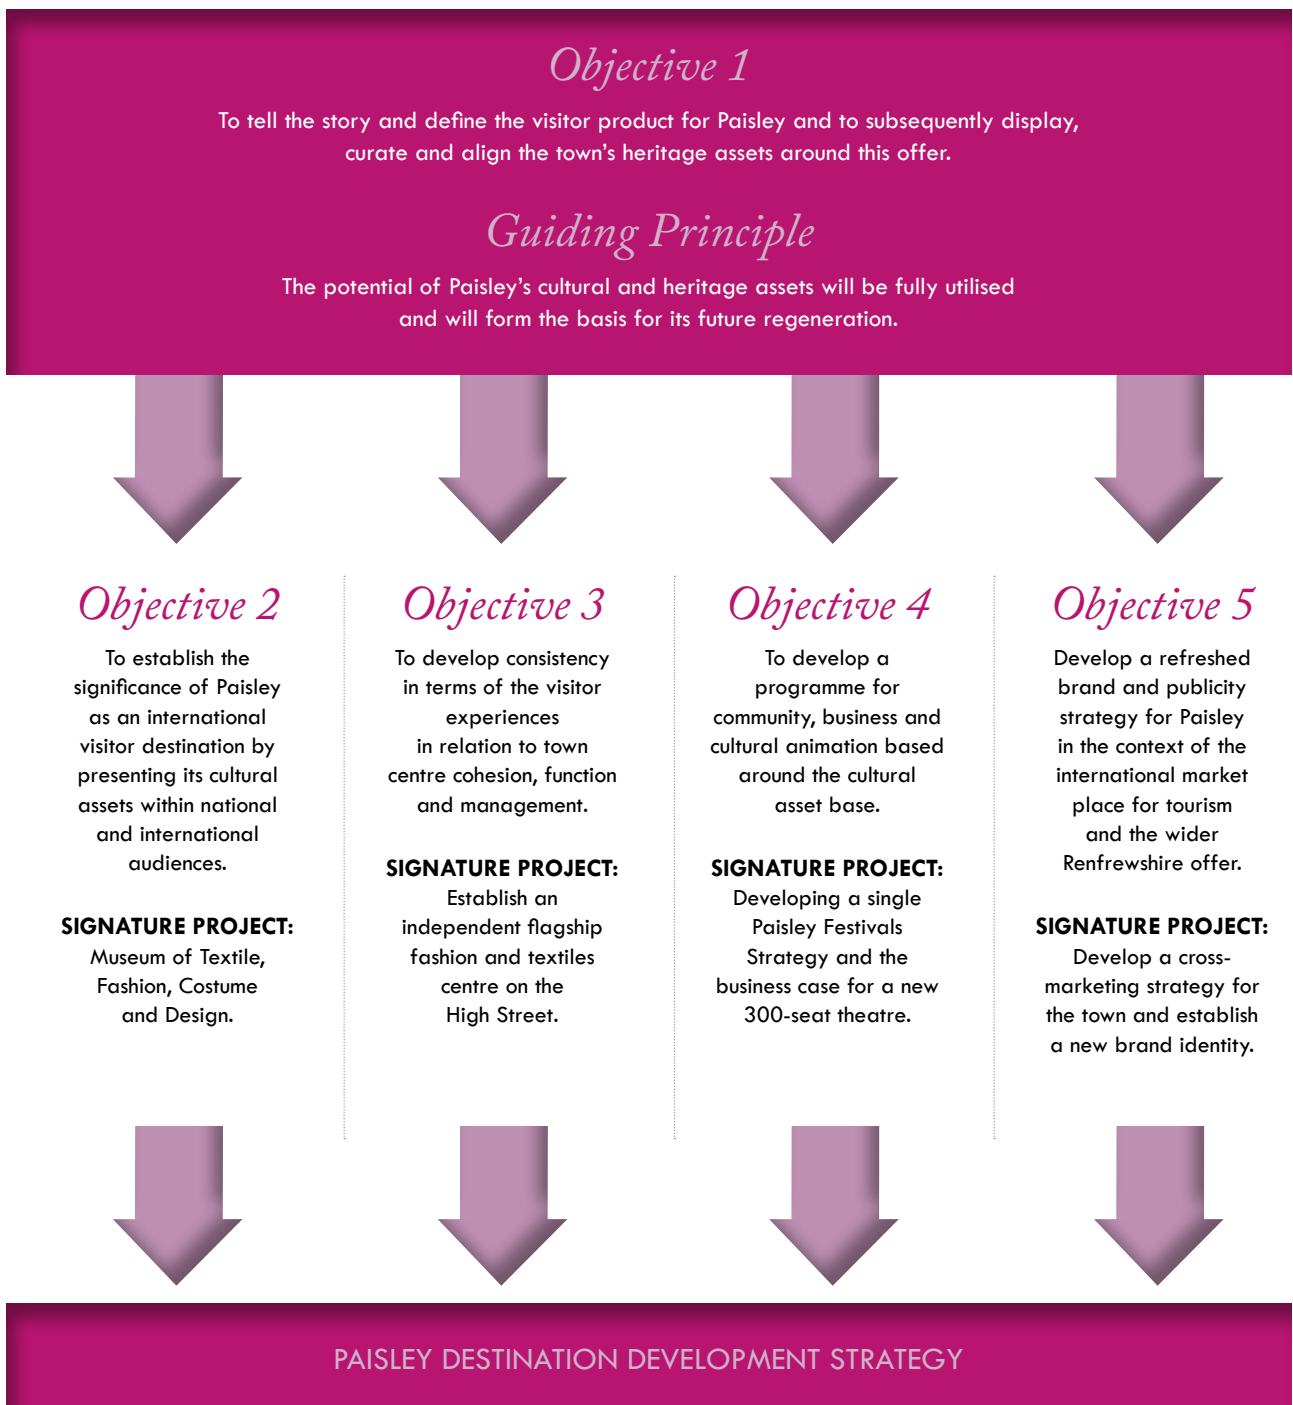 Objective 1
To tell the story and define the visitor product for Paisley and to subsequently display,
curate and align the town’s heritage assets around this offer.
Guiding Principle
The potential of Paisley’s cultural and heritage assets will be fully utilised
and will form the basis for its future regeneration.
Objective 2
To establish the
significance of Paisley
as an international
visitor destination by
presenting its cultural
assets within national
and international
audiences.
SIGNATURE PROJECT:
Museum of Textile,
Fashion, Costume
and Design.
Objective 3
To develop consistency
in terms of the visitor
experiences
in relation to town
centre cohesion, function
and management.
SIGNATURE PROJECT:
Establish an
independent flagship
fashion and textiles
centre on the
High Street.
Objective 4
To develop a
programme for
community, business and
cultural animation based
around the cultural
asset base.
SIGNATURE PROJECT:
Developing a single
Paisley Festivals
Strategy and the
business case for a new
300-seat theatre.
Objective 5
Develop a refreshed
brand and publicity
strategy for Paisley
in the context of the
international market
place for tourism
and the wider
Renfrewshire offer.
SIGNATURE PROJECT:
Develop a cross-
marketing strategy for
the town and establish
a new brand identity.
PAISLEY DESTINATION DEVELOPMENT STRATEGY